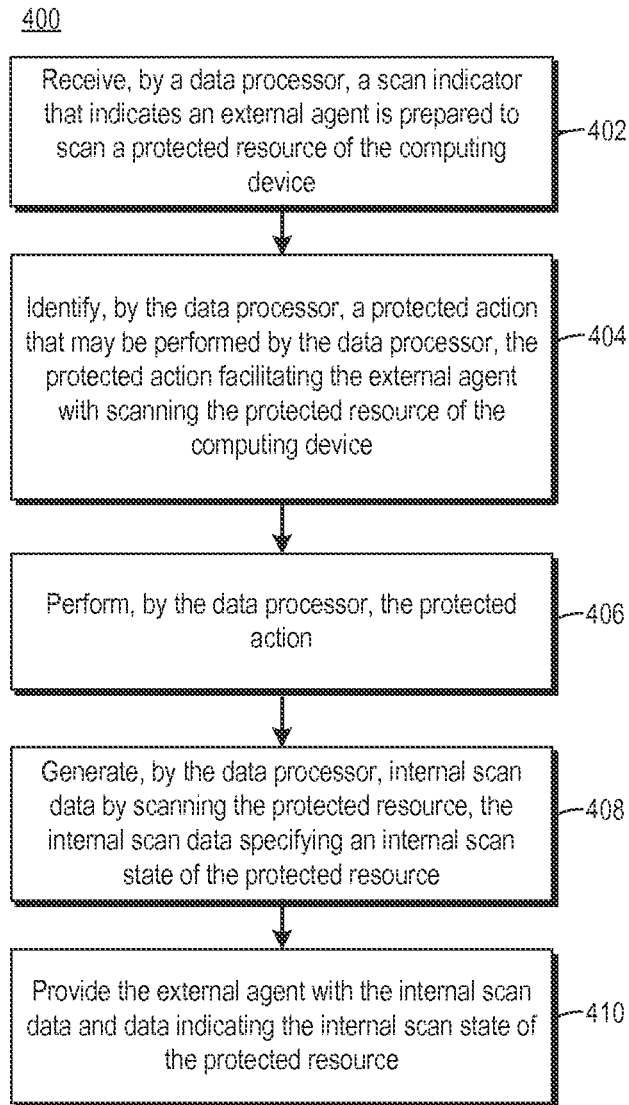 400
Receive, by a data processor, a scan indicator
that indicates an external agent is prepared to
scan a protected resource of the computing
device
402
Identify, by the data processor, a protected action
that may be performed by the data processor, the
protected action facilitating the external agent
with scanning the protected resource of the
computing device
404
Perform, by the data processor, the protected
action
406
Generate, by the data processor, internal scan
data by scanning the protected resource, the
internal scan data specifying an internal scan
state of the protected resource
408
Provide the external agent with the internal scan
data and data indicating the internal scan state of
the protected resource
410